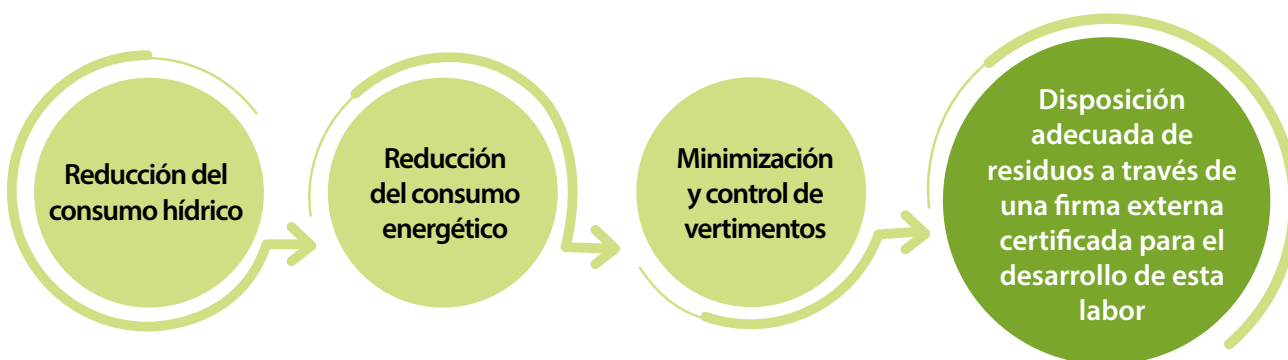 Reducción del
consumo hídrico
Reducción
del consumo
energético
Minimización
y control de
vertimentos
Disposición
adecuada de
residuos a través de
una firma externa
certificada para el
desarrollo de esta
labor